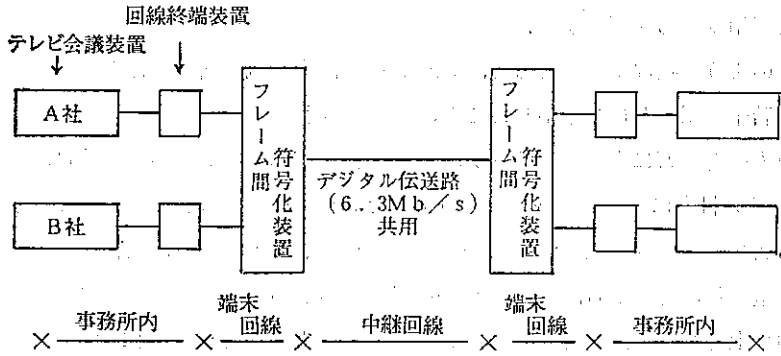 回線終端装置
テレビ会議装置
A社
B社
フレーム間
符号化装置
デジタル伝送路
(6.3Mb/s)
共用
フレーム間
符号化装置
×
事務所内
×
端末
回線
×
中継回線
×
端末
回線
×
事務所内
×